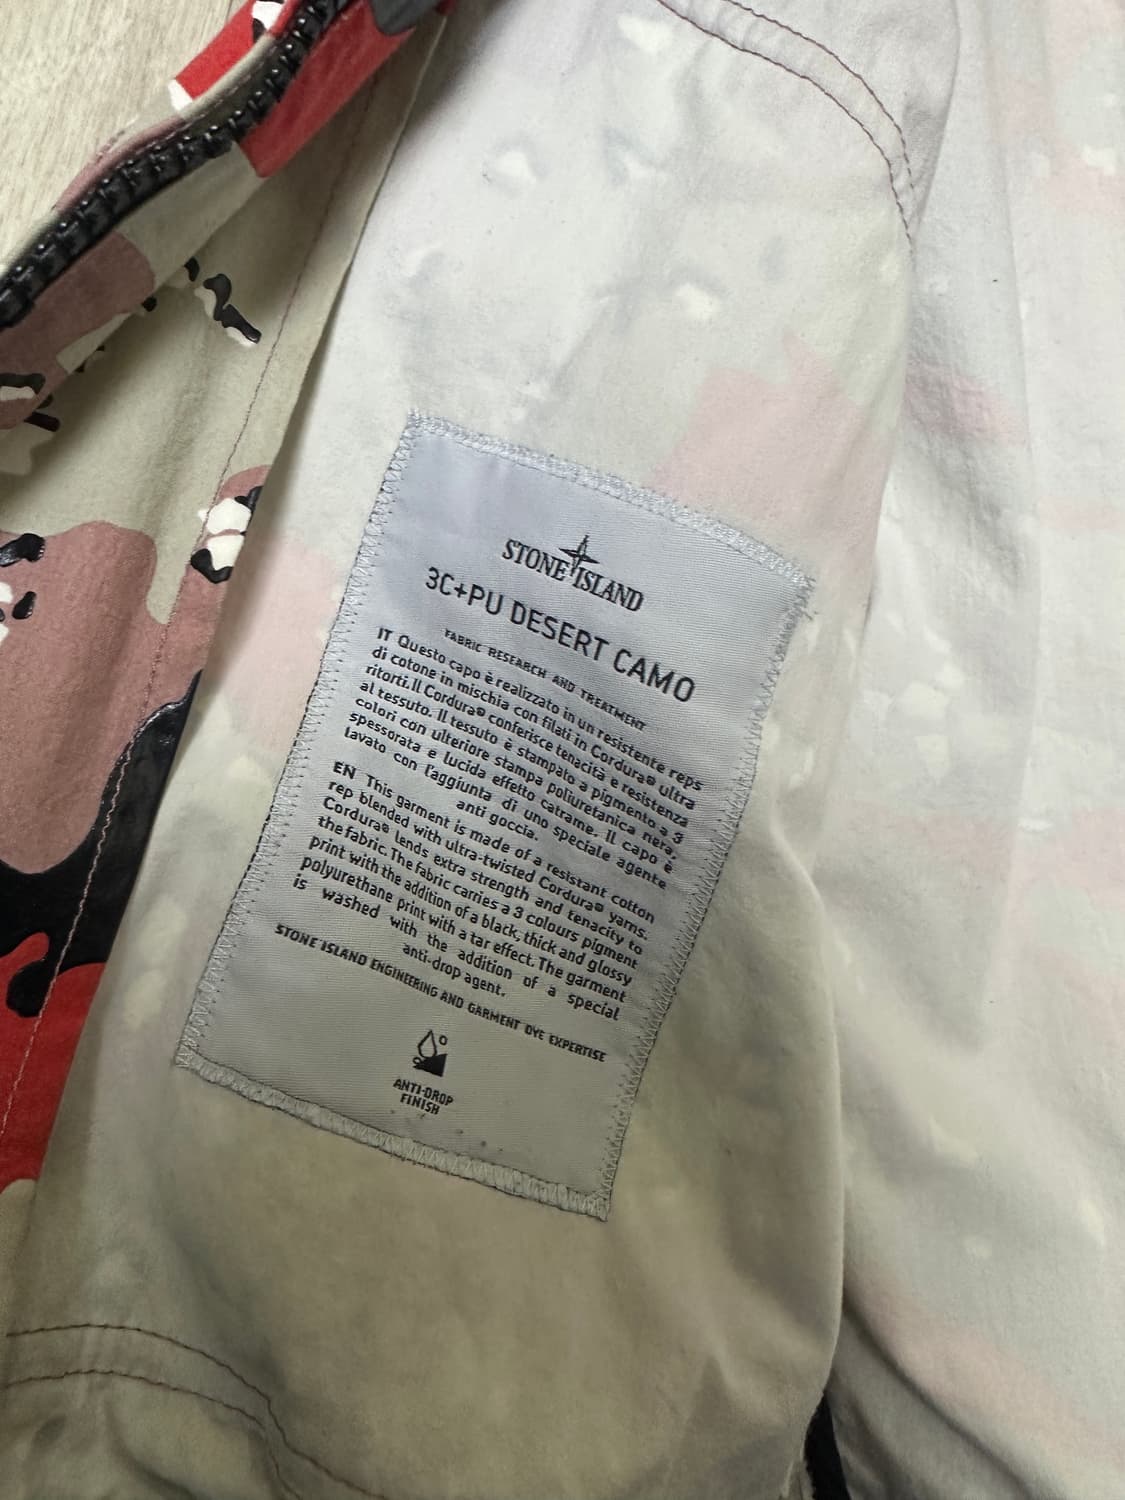 STONE ISLAND
3C+PU DESERT CAMO
FABRIC RESEARCH AND TREATMENT
IT Questo capo è realizzato in un resistente reps
di cotone in mischia con filati in Cordura® ultra
ritorti. Il Cordura® conferisce tenacità e resistenza
al tessuto. Il tessuto è stampato a pigmento a 3
colori con ulteriore stampa poliuretanica nera,
spessorata e lucida effetto catrame. Il capo è
lavato con l'aggiunta di uno speciale agente
anti goccia.
EN This garment is made of a resistant cotton
rep blended with ultra-twisted Cordura® yarns.
Cordura® lends extra strength and tenacity to
the fabric. The fabric carries a 3 colours pigment
print with the addition of a black, thick and glossy
polyurethane print with a tar effect. The garment
is washed with the addition of a special
anti-drop agent.
STONE ISLAND ENGINEERING AND GARMENT DYE EXPERTISE
ANTI-DROP
FINISH